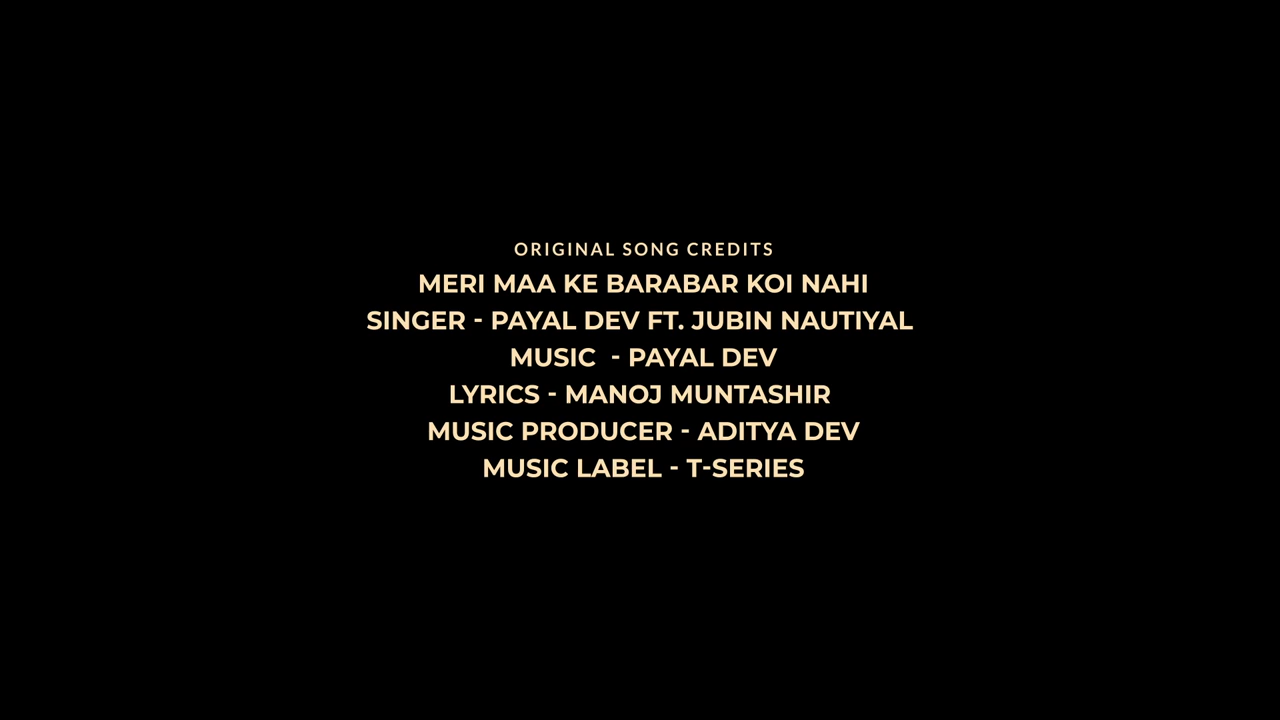 ORIGINAL SONG CREDITS
MERI MAA KE BARABAR KOI NAHI
SINGER - PAYAL DEV FT. JUBIN NAUTIYAL
MUSIC  - PAYAL DEV
LYRICS - MANOJ MUNTASHIR
MUSIC PRODUCER - ADITYA DEV
MUSIC LABEL - T-SERIES